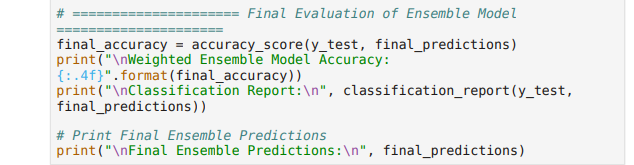 # ==================== Final Evaluation of Ensemble Model
====================
final_accuracy = accuracy_score(y_test, final_predictions)
print("\nWeighted Ensemble Model Accuracy:
{:.4f}".format(final_accuracy))
print("\nClassification Report:\n", classification_report(y_test,
final_predictions))
# Print Final Ensemble Predictions
print("\nFinal Ensemble Predictions:\n", final_predictions)